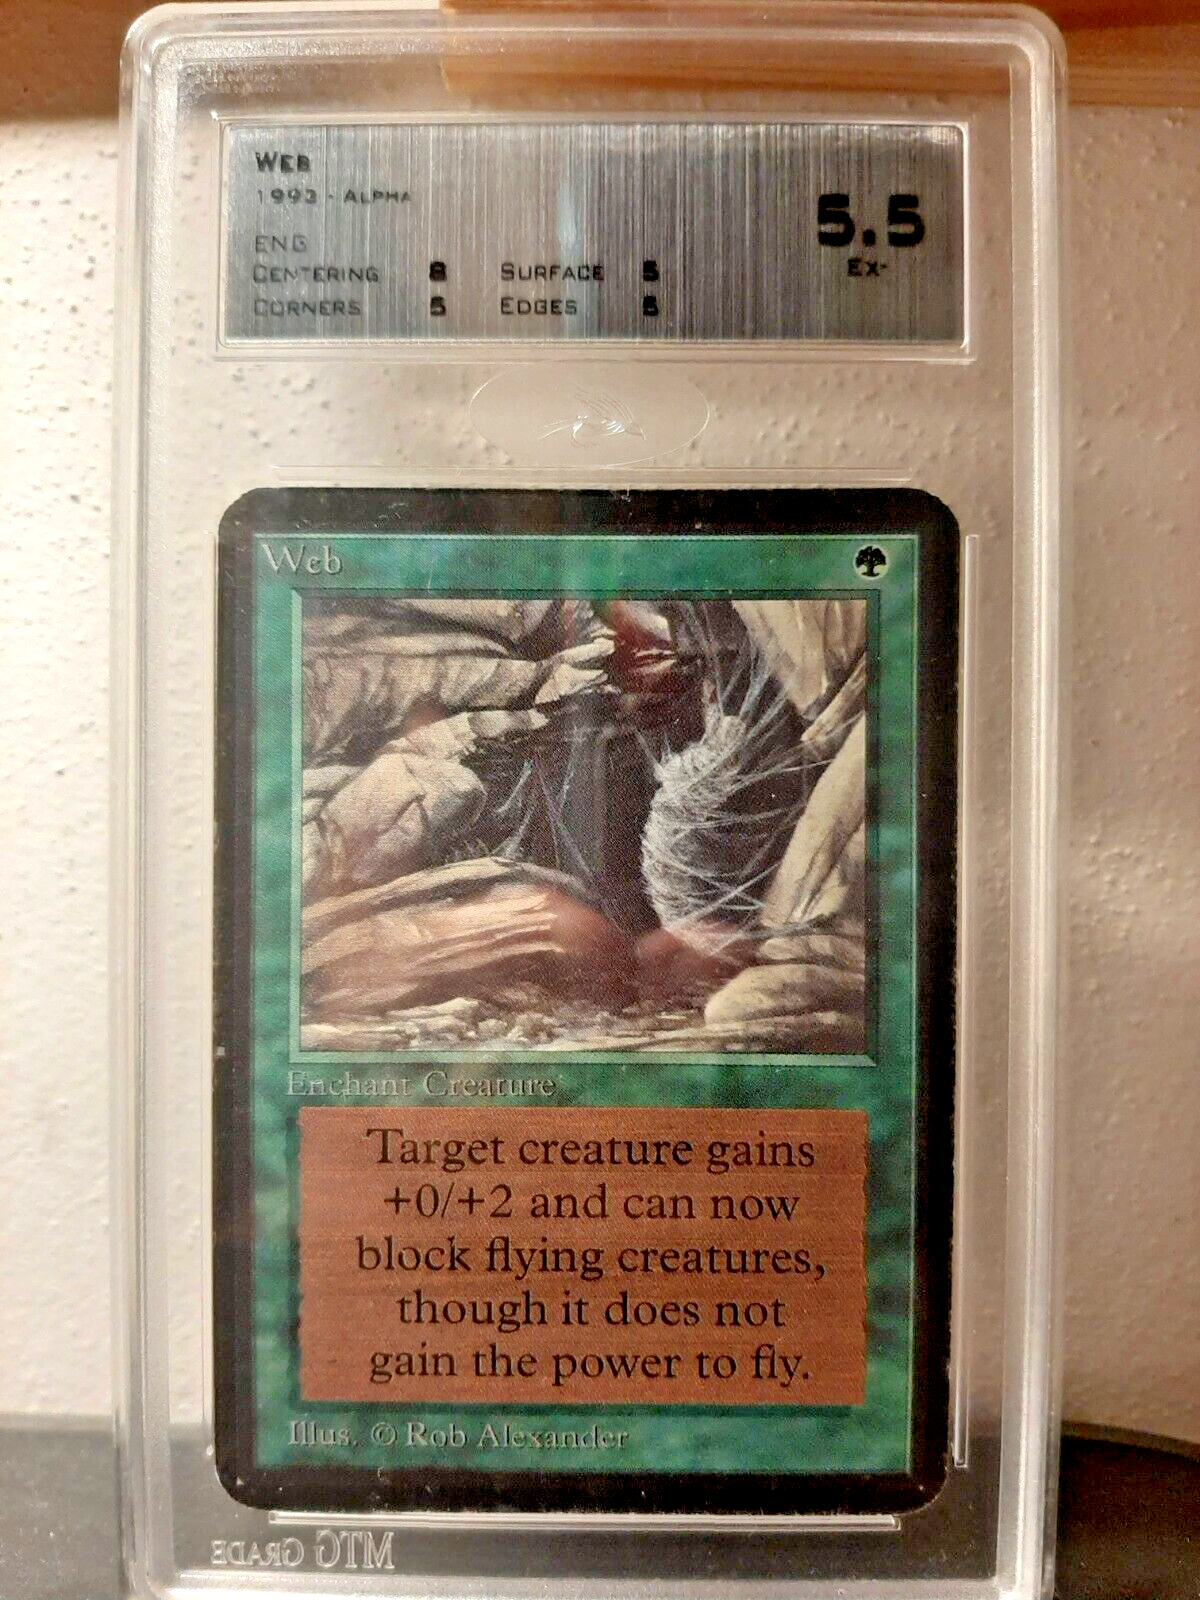 WEB
1993 - ALPHA
5.5
EX-
ENG
CENTERING 8 SURFACE 5
CORNERS 5 EDGES 5
Web
Enchant Creature
Target creature gains
+0/+2 and can now
block flying creatures,
though it does not
gain the power to fly.
Illus. © Rob Alexander
MTG GRADE